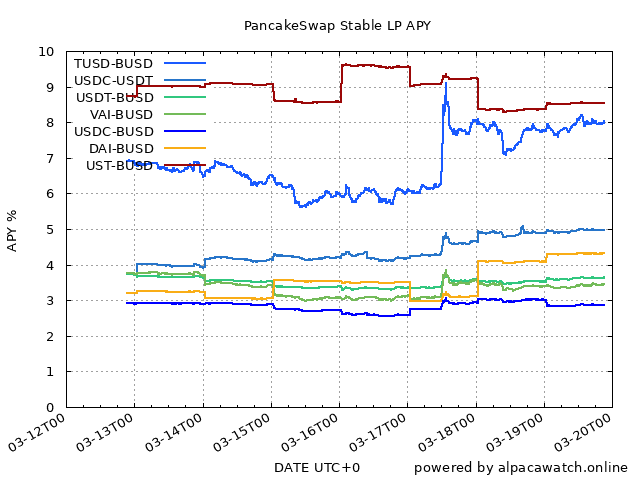 PancakeSwap Stable LP APY
10
9
8
7
6
5
4
3
2
1
0
APY %
TUSD-BUSD
USDC-USDT
USDT-BUSD
VAI-BUSD
USDC-BUSD
DAI-BUSD
UST-BUSD
03-12T00
03-13T00
03-14T00
03-15T00
03-16T00
03-17T00
03-18T00
03-19T00
03-20T00
DATE UTC+0
powered by alpacawatch.online